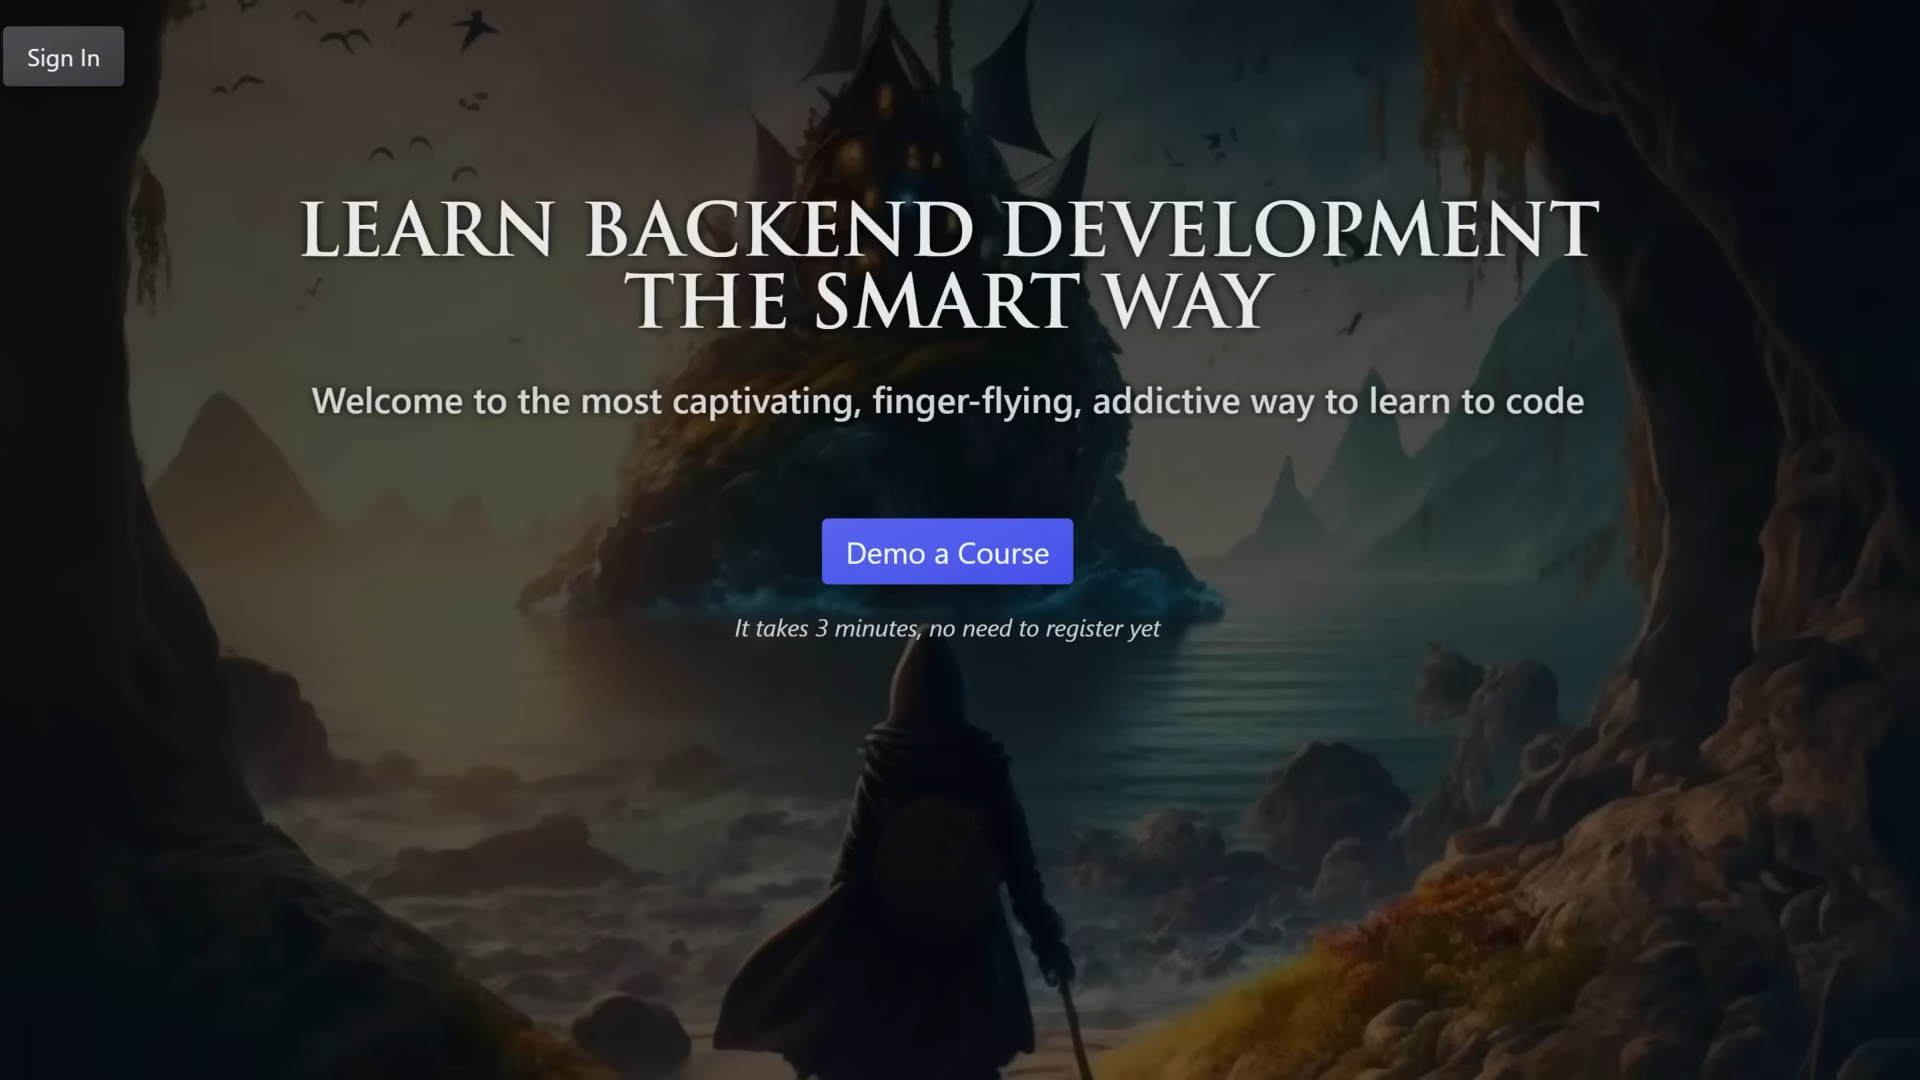 Sign In
LEARN BACKEND DEVELOPMENT
THE SMART WAY
Welcome to the most captivating, finger-flying, addictive way to learn to code
Demo a Course
It takes 3 minutes, no need to register yet